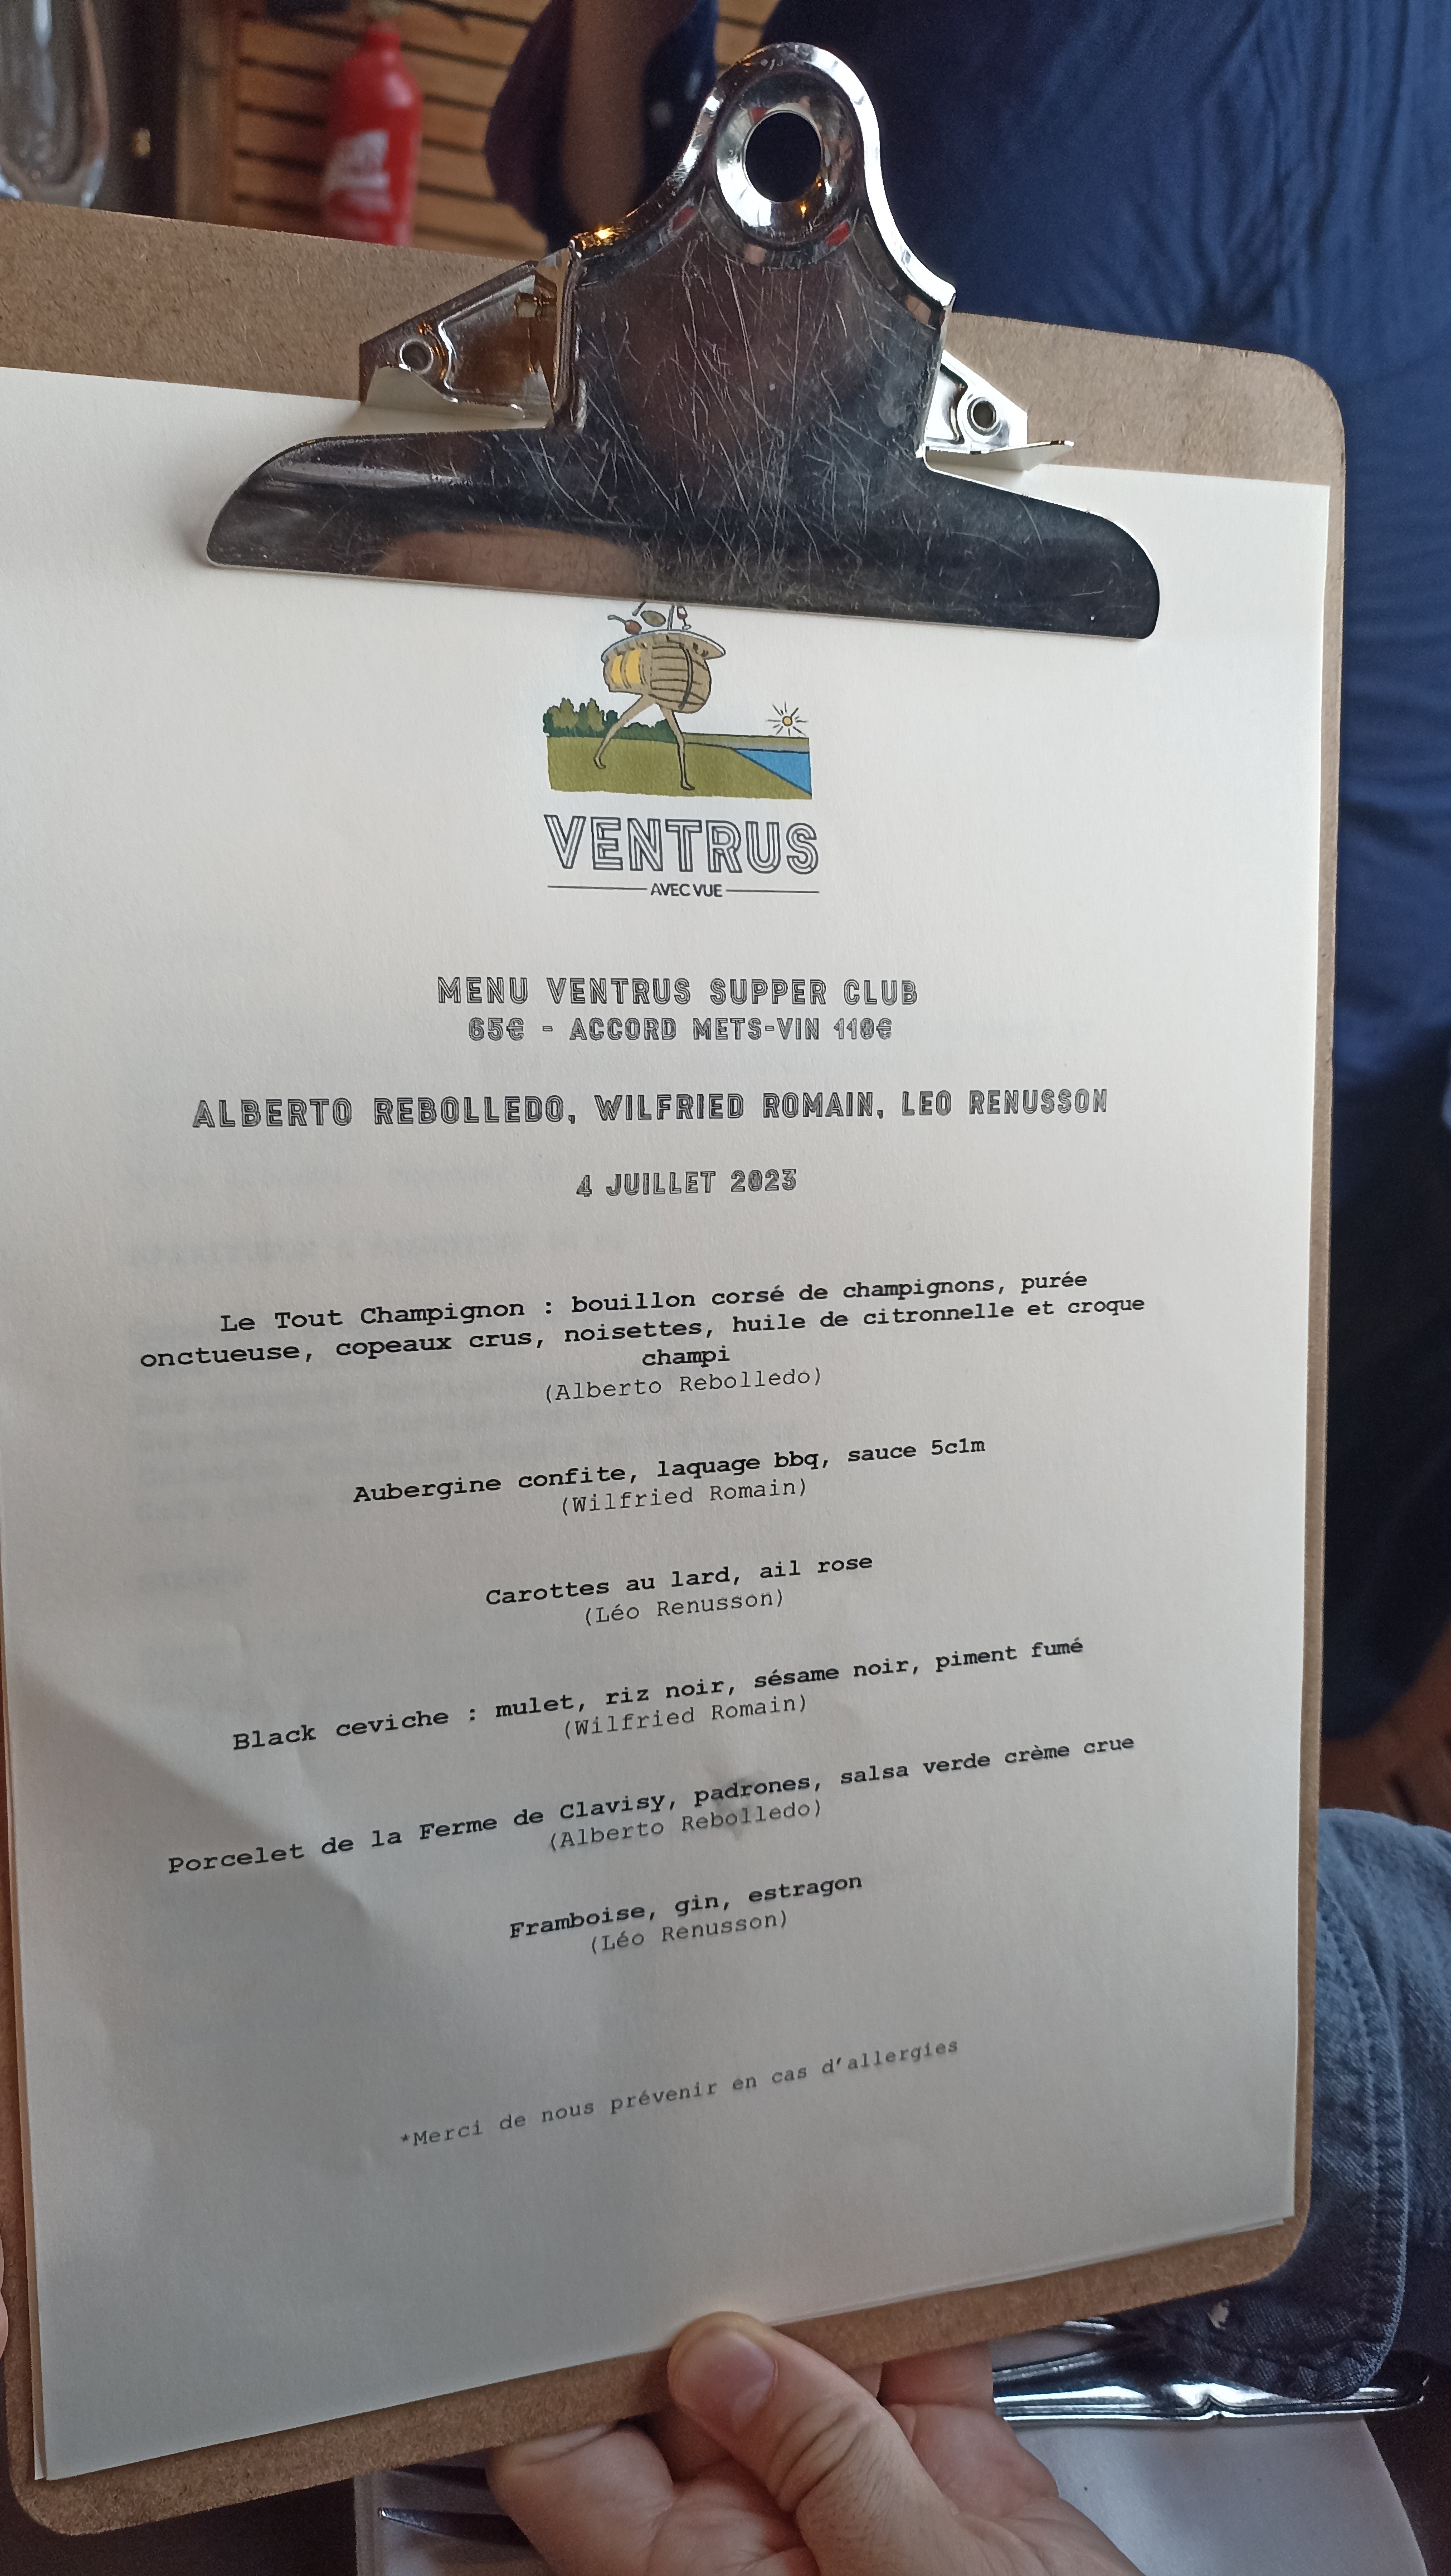 VENTRUS
AVEC VUE
MENU VENTRUS SUPPER CLUB
65€ - ACCORD METS-VIN 110€
ALBERTO REBOLLEDO, WILFRIED ROMAIN, LEO RENUSSON
4 JUILLET 2023
Le Tout Champignon : bouillon corsé de champignons, purée
onctueuse, copeaux crus, noisettes, huile de citronnelle et croque
champi
(Alberto Rebolledo)
Aubergine confite, laquage bbq, sauce 5c1m
(Wilfried Romain)
Carottes au lard, ail rose
(Léo Renusson)
Black ceviche : mulet, riz noir, sésame noir, piment fumé
(Wilfried Romain)
Porcelet de la Ferme de Clavisy, padrones, salsa verde crème crue
(Alberto Rebolledo)
Framboise, gin, estragon
(Léo Renusson)
*Merci de nous prévenir en cas d'allergies